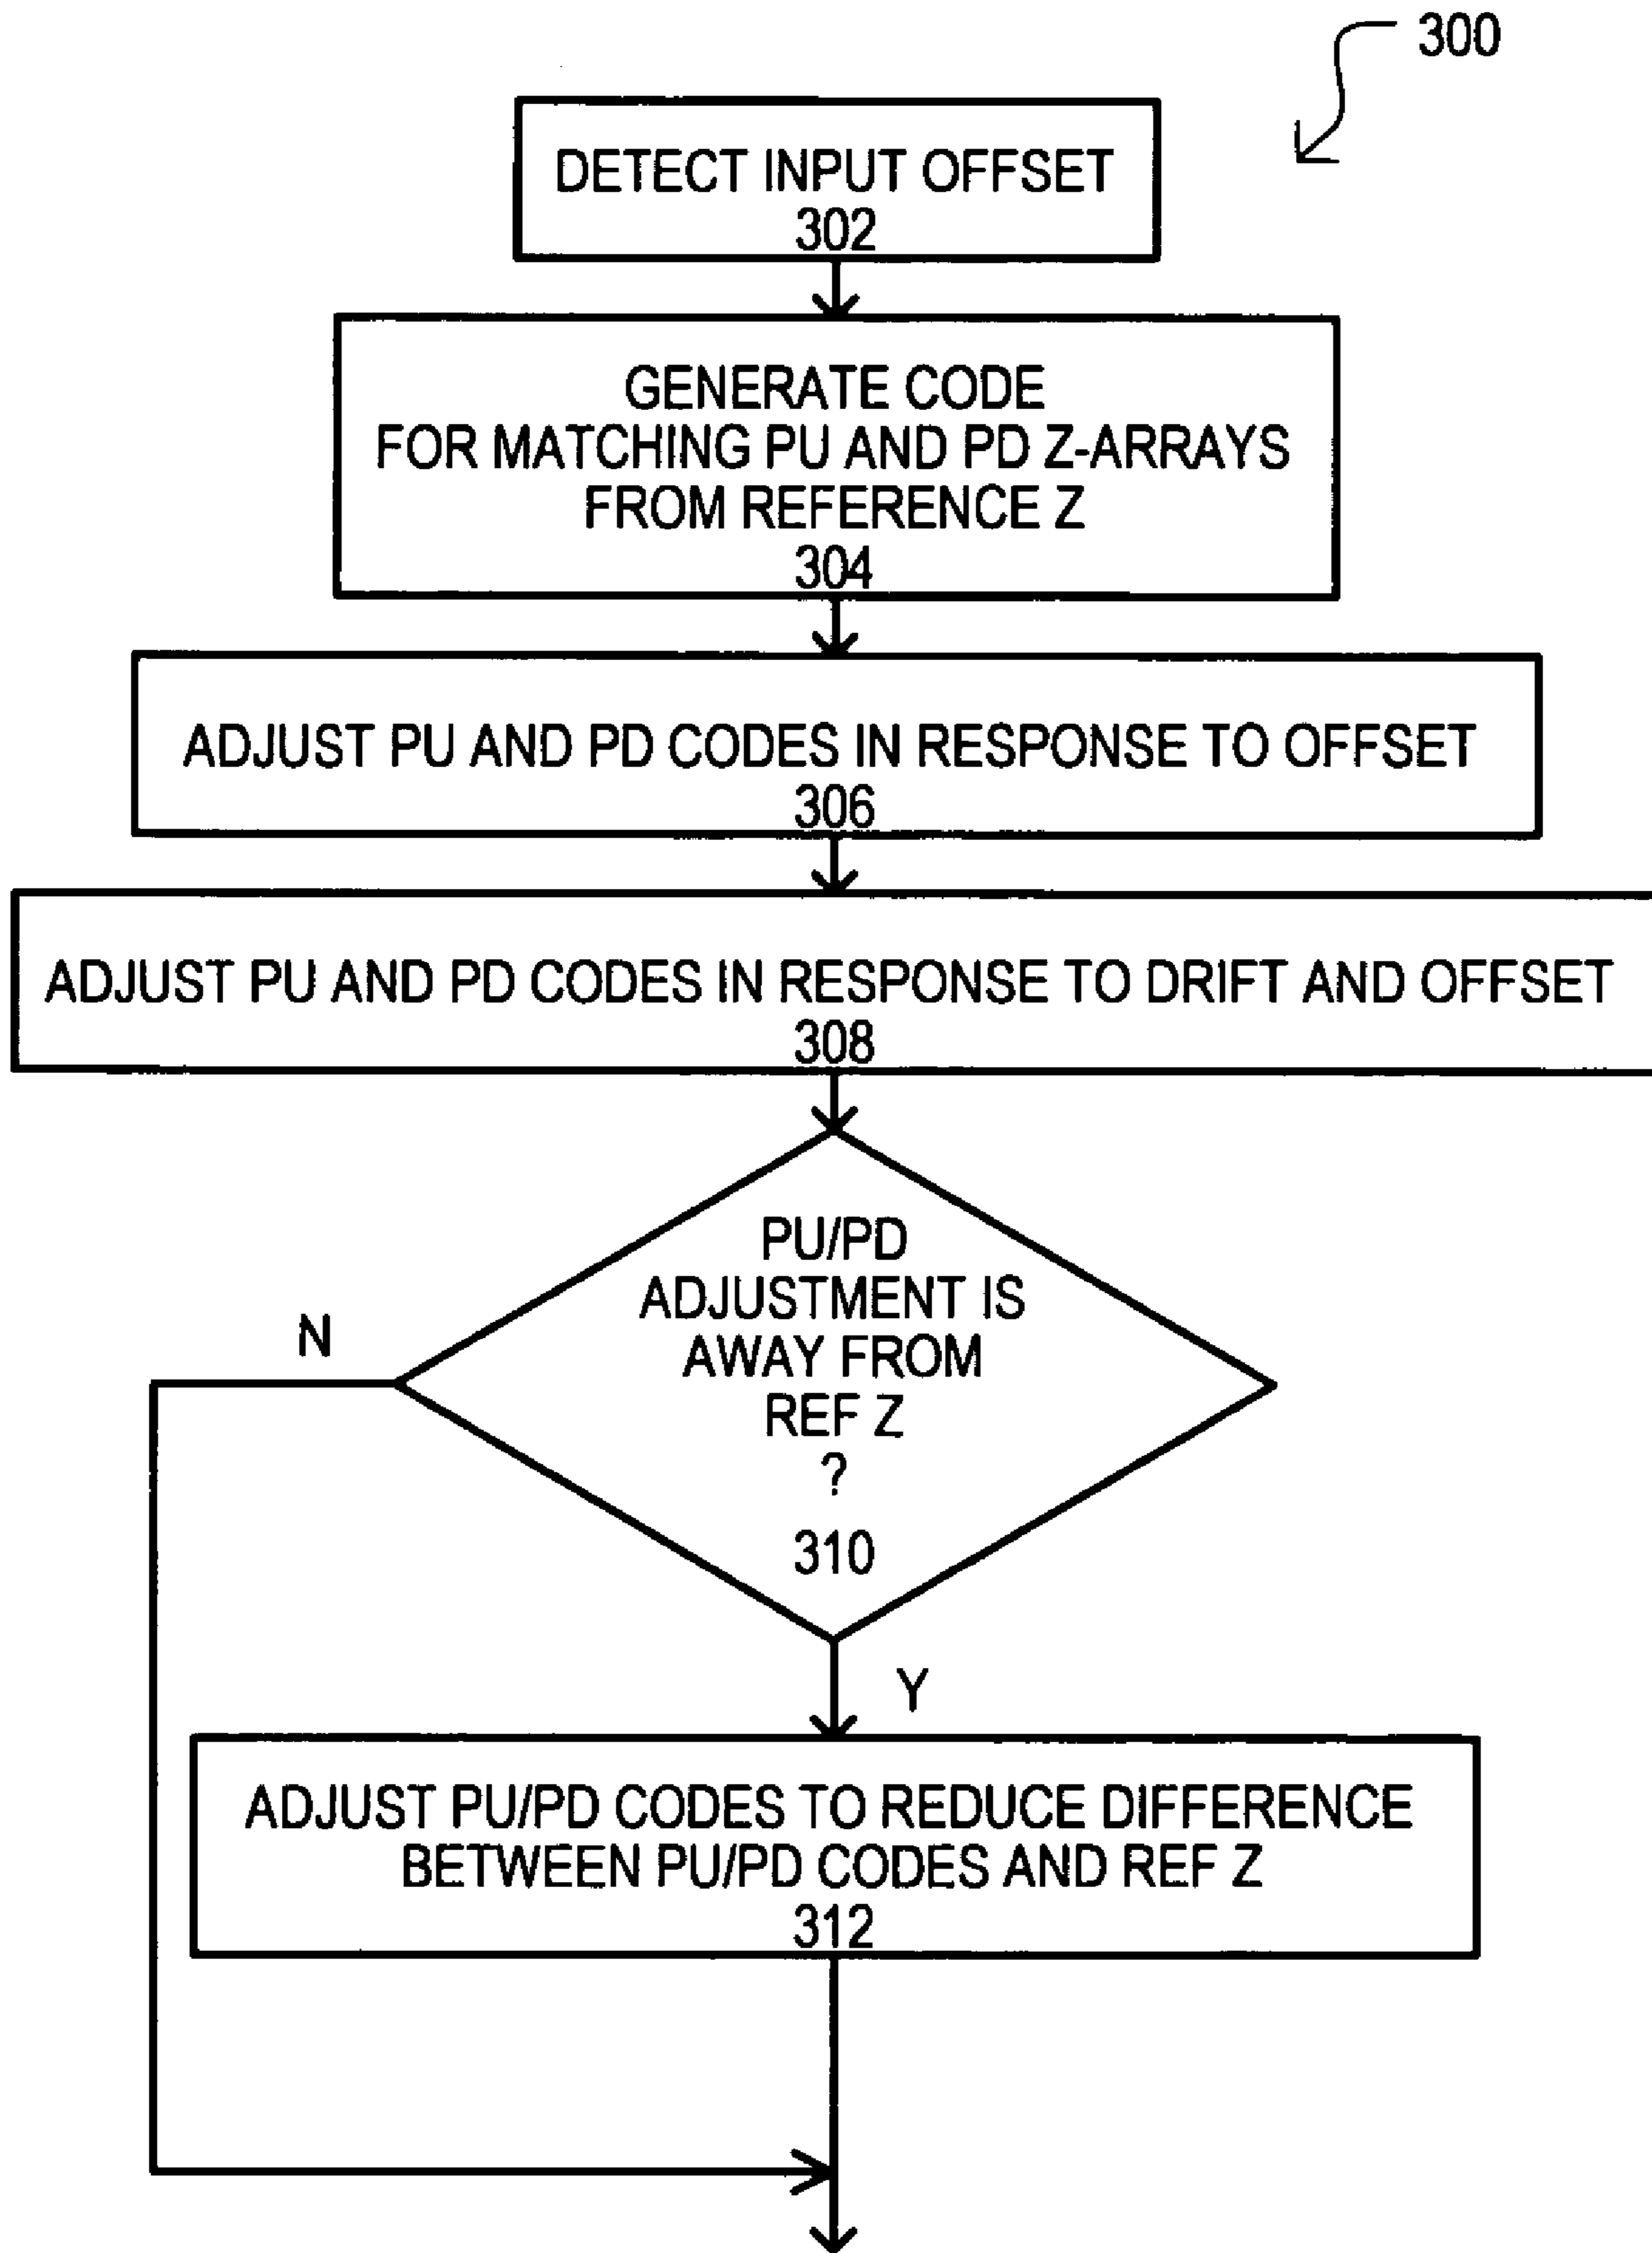 300
DETECT INPUT OFFSET
302
GENERATE CODE
FOR MATCHING PU AND PD Z-ARRAYS
FROM REFERENCE Z
304
ADJUST PU AND PD CODES IN RESPONSE TO OFFSET
306
ADJUST PU AND PD CODES IN RESPONSE TO DRIFT AND OFFSET
308
PU/PD
ADJUSTMENT IS
AWAY FROM
REF Z
?
310
N
Y
ADJUST PU/PD CODES TO REDUCE DIFFERENCE
BETWEEN PU/PD CODES AND REF Z
312